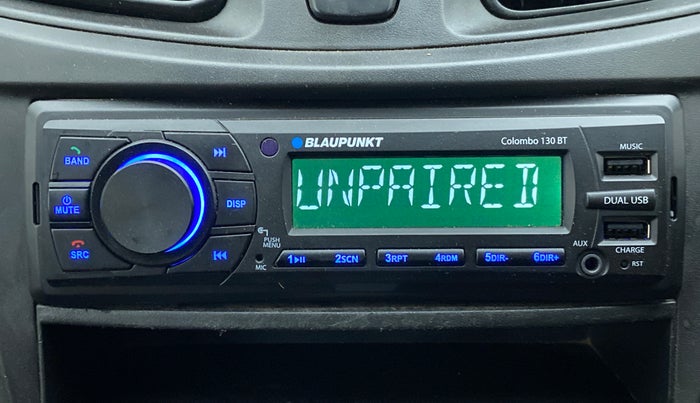 BLAUPUNKT
Colombo 130 BT
MUSIC
BAND
UNPAIRED
MUTE
DISP
DUAL USB
PUSH
MENU
SRC
MIC
1
2SCN
3RPT
4RDM
5DIR-
6DIR+
AUX
CHARGE
RST